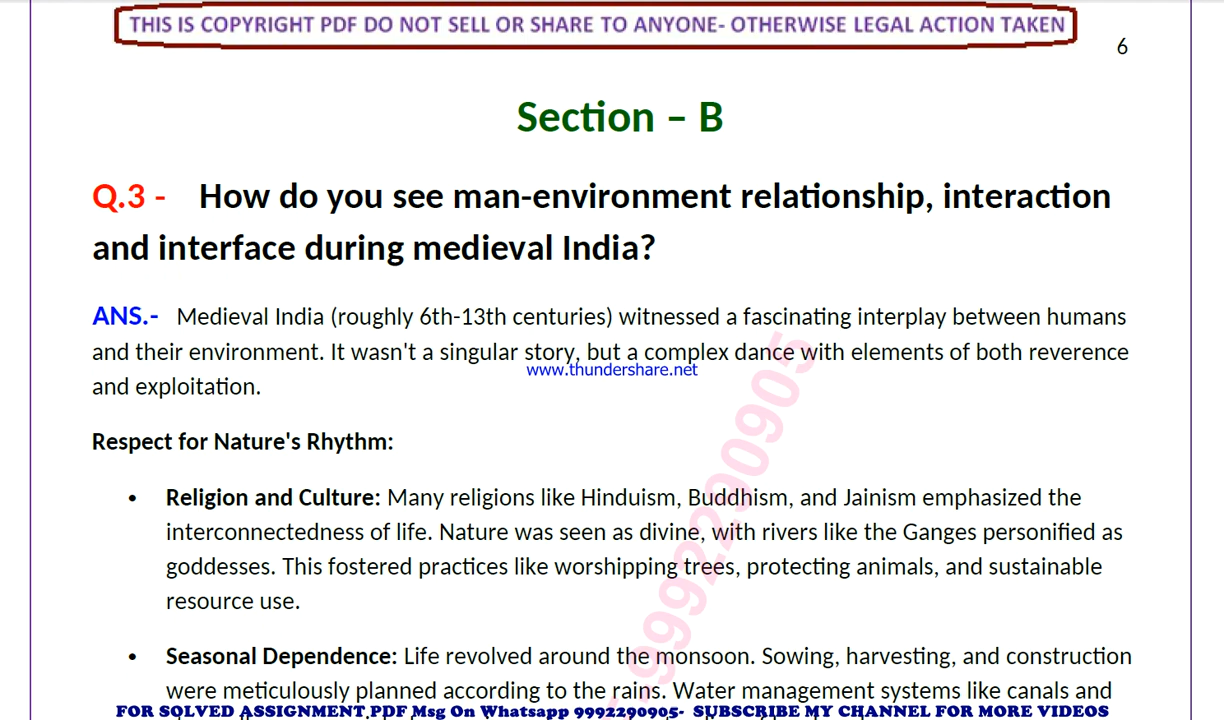 THIS IS COPYRIGHT PDF DO NOT SELL OR SHARE TO ANYONE- OTHERWISE LEGAL ACTION TAKEN
6
Section – B
Q.3 - How do you see man-environment relationship, interaction
and interface during medieval India?
ANS.- Medieval India (roughly 6th-13th centuries) witnessed a fascinating interplay between humans
and their environment. It wasn't a singular story, but a complex dance with elements of both reverence
www.thundershare.net
and exploitation.
Respect for Nature's Rhythm:
• Religion and Culture: Many religions like Hinduism, Buddhism, and Jainism emphasized the
interconnectedness of life. Nature was seen as divine, with rivers like the Ganges personified as
goddesses. This fostered practices like worshipping trees, protecting animals, and sustainable
resource use.
-9992290905
• Seasonal Dependence: Life revolved around the monsoon. Sowing, harvesting, and construction
were meticulously planned according to the rains. Water management systems like canals and
FOR SOLVED ASSIGNMENT PDF Msg On Whatsapp 9992290905- SUBSCRIBE MY CHANNEL FOR MORE VIDEOS